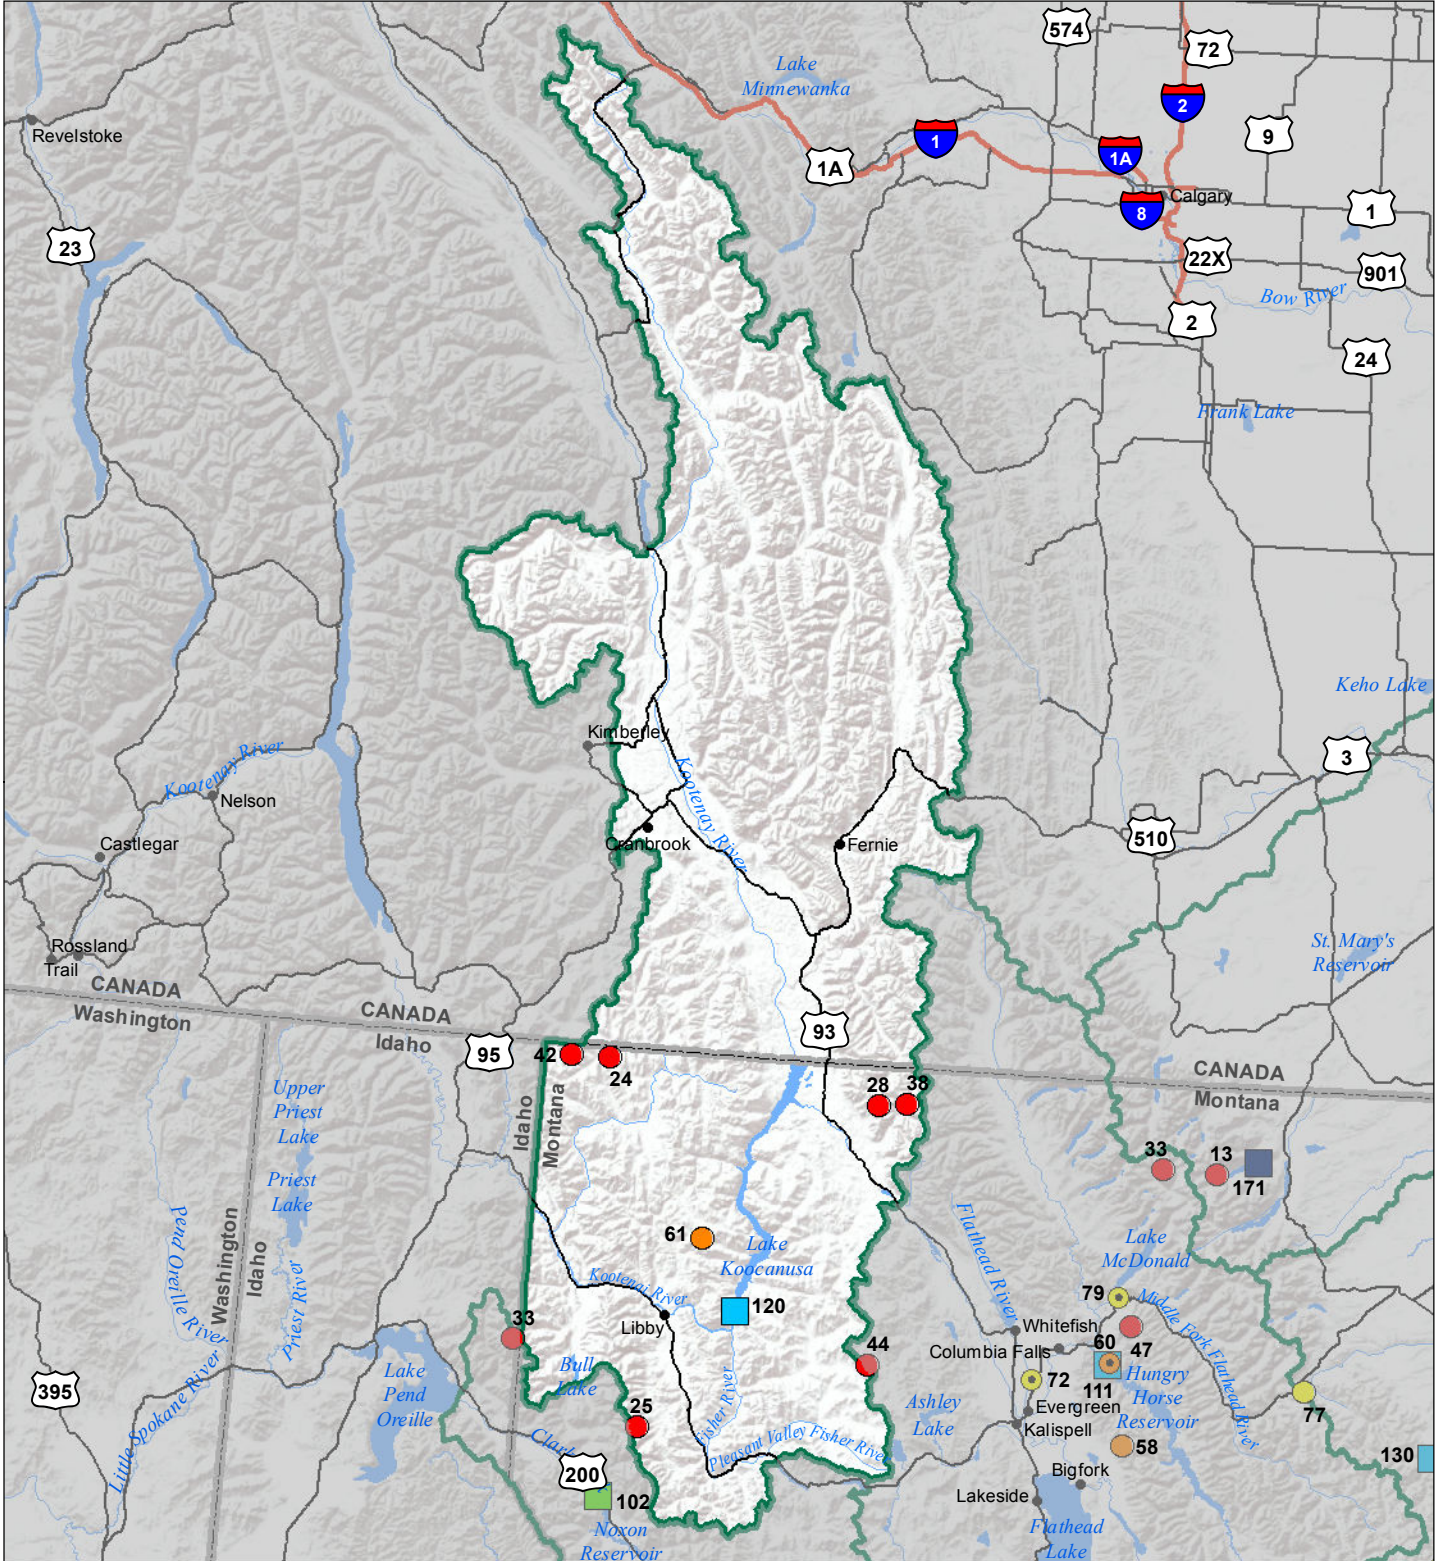 574
72
Lake
Minnewanka
2
Revelstoke
9
1
1A
1A
Calgary
8
1
23
22X
901
Bow River
2
24
Frank Lake
Keho Lake
Kimberley
3
Kootenay River
Kootenay River
Nelson
510
Castlegar
Cranbrook
Fernie
Rossland
Trail
St. Mary's
Reservoir
CANADA
Washington
CANADA
Idaho
95
93
42
24
28
38
CANADA
Montana
Upper
Priest
Lake
Idaho
Montana
33
13
171
Priest
Lake
Pend Oreille River
Washington
Idaho
Priest River
61
Lake
Koocanusa
Flathead River
Lake
McDonald
Kootenai River
79
Middle Fork Flathead River
120
Libby
33
Whitefish
Columbia Falls
60
47
44
Bull
Lake
Lake
Pend
Oreille
Little Spokane River
395
Fisher River
72
111
Hungry
Horse
Reservoir
77
Ashley
Lake
Evergreen
Kalispell
25
Clark
Pleasant Valley Fisher River
58
130
200
Bigfork
Lakeside
102
Noxon
Reservoir
Flathead
Lake